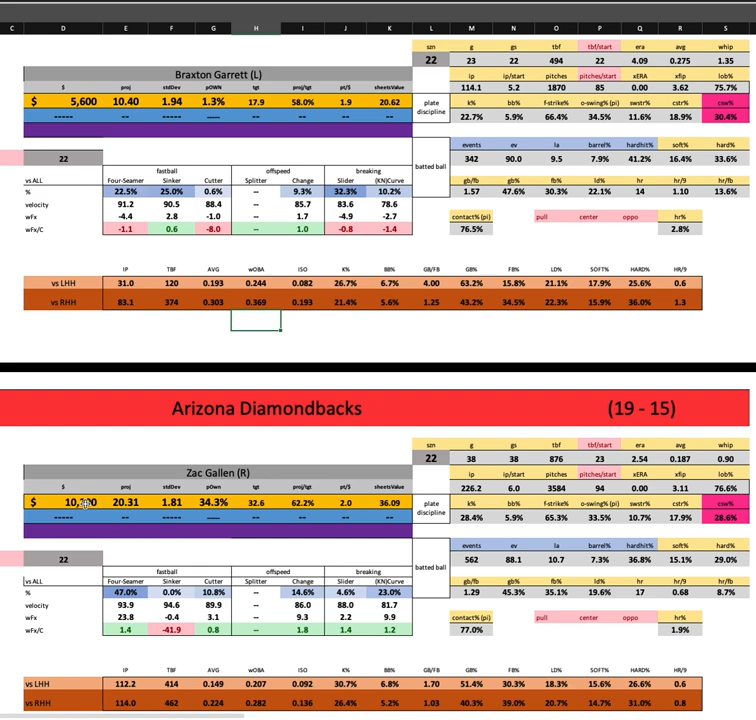 C D E F G H I J K L M N O P Q R S
szn g gs tbf tbf/start era avg whip
22 23 22 494 22 4.09 0.275 1.35
Braxton Garrett (L) ip ip/start pitches pitches/start xERA xfip lob%
$ proj stdDev pOWN tgt proj/tgt pt/$ sheetsValue 114.1 5.2 1870 85 0.00 3.62 75.7%
$ 5,600 10.40 1.94 1.3% 17.9 58.0% 1.9 20.62 plate discipline k% bb% f-strike% o-swing% (pi) swstr% cstr% csw%
----- -- -- ---- -- -- -- -- 22.7% 5.9% 66.4% 34.5% 11.6% 18.9% 30.4%
batted ball events ev la barrel% hardhit% soft% hard%
22 342 90.0 9.5 7.9% 41.2% 16.4% 33.6%
fastball offspeed breaking
vs ALL Four-Seamer Sinker Cutter Splitter Change Slider (KN)Curve gb/fb gb% fb% ld% hr hr/9 hr/fb
% 22.5% 25.0% 0.6% -- 9.3% 32.3% 10.2% 1.57 47.6% 30.3% 22.1% 14 1.10 13.6%
velocity 91.2 90.5 88.4 85.7 83.6 78.6
wFx -4.4 2.8 -1.0 1.7 -4.9 -2.7 contact% (pi) pull center oppo hr%
wFx/C -1.1 0.6 -8.0 -- 1.0 -0.8 -1.4 76.5% 2.8%
IP TBF AVG wOBA ISO K% BB% GB/FB GB% FB% LD% SOFT% HARD% HR/9
vs LHH 31.0 120 0.193 0.244 0.082 26.7% 6.7% 4.00 63.2% 15.8% 21.1% 17.9% 25.6% 0.6
vs RHH 83.1 374 0.303 0.369 0.193 21.4% 5.6% 1.25 43.2% 34.5% 22.3% 15.9% 36.0% 1.3
Arizona Diamondbacks (19 - 15)
szn g gs tbf tbf/start era avg whip
22 38 38 876 23 2.54 0.187 0.90
Zac Gallen (R) ip ip/start pitches pitches/start xERA xfip lob%
$ proj stdDev pOwn tgt proj/tgt pt/$ sheetsValue 226.2 6.0 3584 94 0.00 3.11 76.6%
$ 20.31 1.81 34.3% 32.6 62.2% 2.0 36.09 plate discipline k% bb% f-strike% o-swing% (pi) swstr% cstr% csw%
----- -- -- ---- -- -- -- -- 28.4% 5.9% 65.3% 33.5% 10.7% 17.9% 28.6%
batted ball events ev la barrel% hardhit% soft% hard%
22 562 88.1 10.7 7.3% 36.8% 15.1% 29.0%
fastball offspeed breaking
vs ALL Four-Seamer Sinker Cutter Splitter Change Slider (KN)Curve gb/fb gb% fb% ld% hr hr/9 hr/fb
% 47.0% 0.0% 10.8% -- 14.6% 4.6% 23.0% 1.29 45.3% 35.1% 19.6% 17 0.68 8.7%
velocity 93.9 94.6 89.9 86.0 88.0 81.7
wFx 23.8 -0.4 3.1 9.3 2.2 9.9 contact% (pi) pull center oppo hr%
wFx/C 1.4 -41.9 0.8 -- 1.8 1.4 1.2 77.0% 1.9%
IP TBF AVG wOBA ISO K% BB% GB/FB GB% FB% LD% SOFT% HARD% HR/9
vs LHH 112.2 414 0.149 0.207 0.092 30.7% 6.8% 1.70 51.4% 30.3% 18.3% 15.6% 26.6% 0.6
vs RHH 114.0 462 0.224 0.282 0.136 26.4% 5.2% 1.03 40.3% 39.0% 20.7% 14.7% 31.0% 0.8